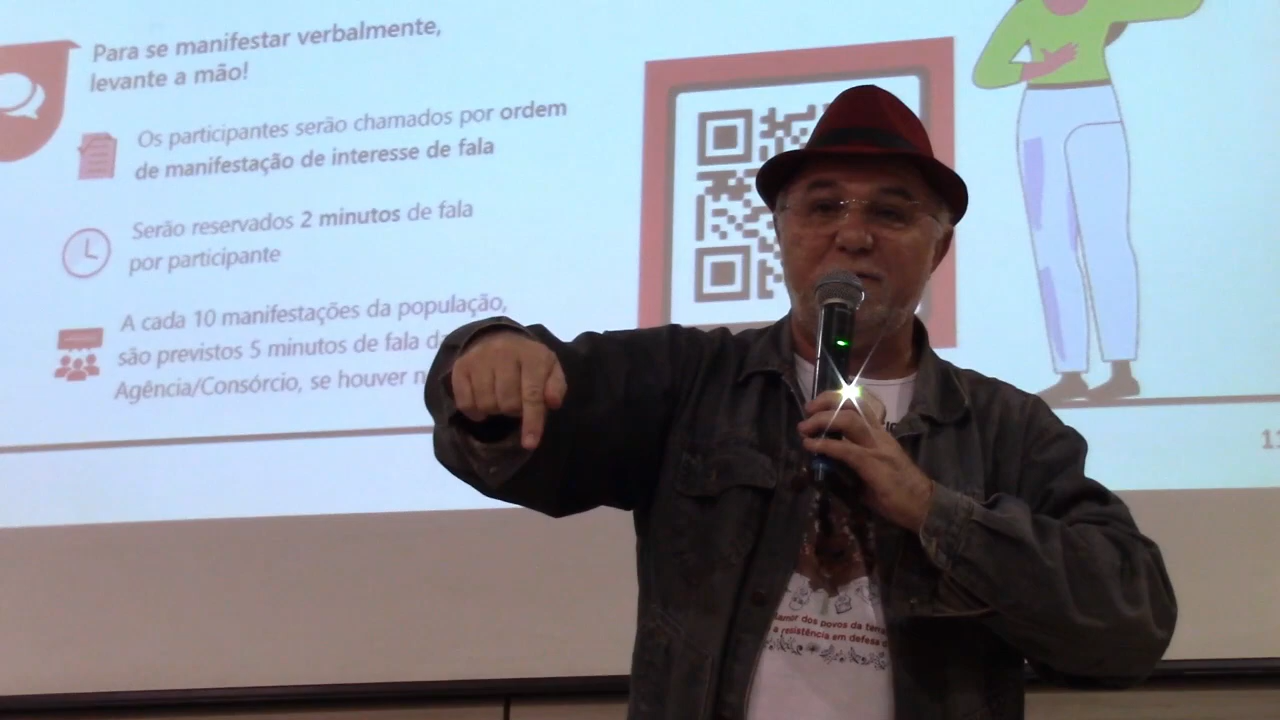 Para se manifestar verbalmente,
levante a mão!
Os participantes serão chamados por ordem
de manifestação de interesse de fala
Serão reservados 2 minutos de fala
por participante
A cada 10 manifestações da população,
são previstos 5 minutos de fala da
Agência/Consórcio, se houver n
amor dos povos da terra
a resistência em defesa